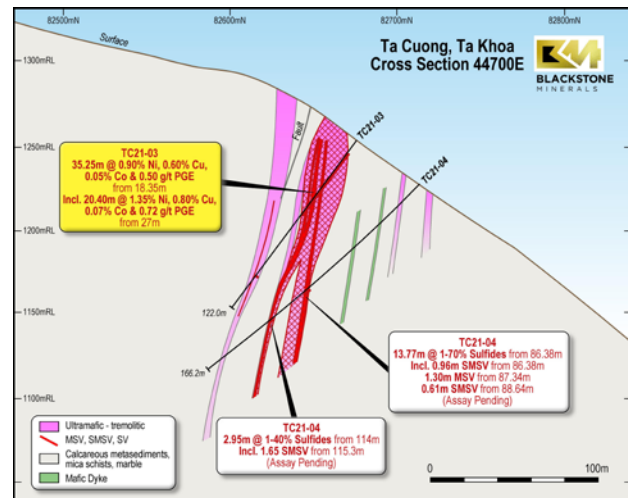 82500mN
82600mN
82700mN
82800mN
Surface
Ta Cuong, Ta Khoa
Cross Section 44700E
BLACKSTONE
MINERALS
1300mRL
1250mRL
1200mRL
1150mRL
1100mRL
Fault
TC21-03
TC21-04
TC21-03
35.25m @ 0.90% Ni, 0.60% Cu,
0.05% Co & 0.50 g/t PGE
from 18.35m
Incl. 20.40m @ 1.35% Ni, 0.80% Cu,
0.07% Co & 0.72 g/t PGE
from 27m
122.0m
166.2m
TC21-04
13.77m @ 1-70% Sulfides from 86.38m
Incl. 0.96m SMSV from 86.38m
1.30m MSV from 87.34m
0.61m SMSV from 88.64m
(Assay Pending)
TC21-04
2.95m @ 1-40% Sulfides from 114m
Incl. 1.65 SMSV from 115.3m
(Assay Pending)
Ultramafic - tremolitic
MSV, SMSV, SV
Calcareous metasediments,
mica schists, marble
Mafic Dyke
0
100m